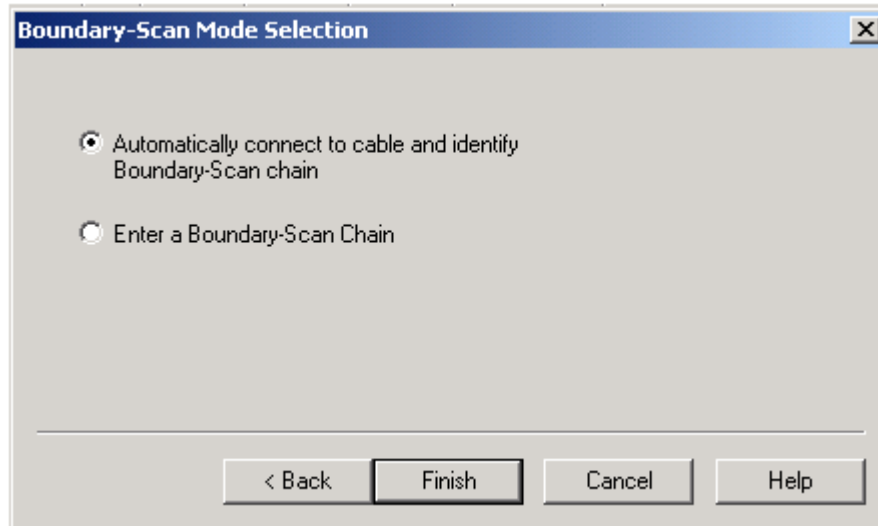 Boundary-Scan Mode Selection
Automatically connect to cable and identify
Boundary-Scan chain
Enter a Boundary-Scan Chain
< Back
Finish
Cancel
Help